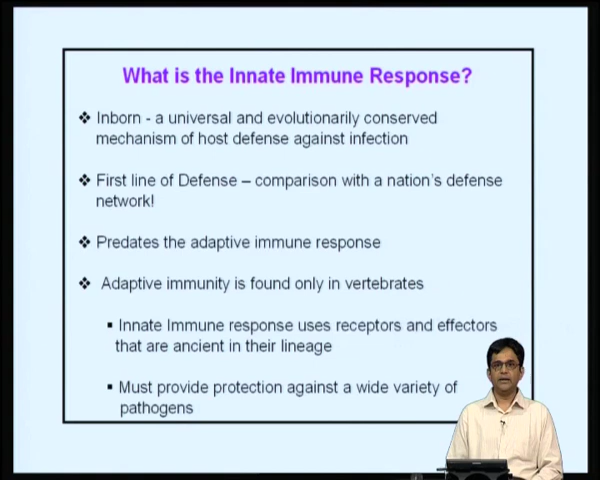 What is the Innate Immune Response?
❖ Inborn - a universal and evolutionarily conserved
mechanism of host defense against infection
❖ First line of Defense – comparison with a nation's defense
network!
❖ Predates the adaptive immune response
❖ Adaptive immunity is found only in vertebrates
▪ Innate Immune response uses receptors and effectors
that are ancient in their lineage
▪ Must provide protection against a wide variety of
pathogens